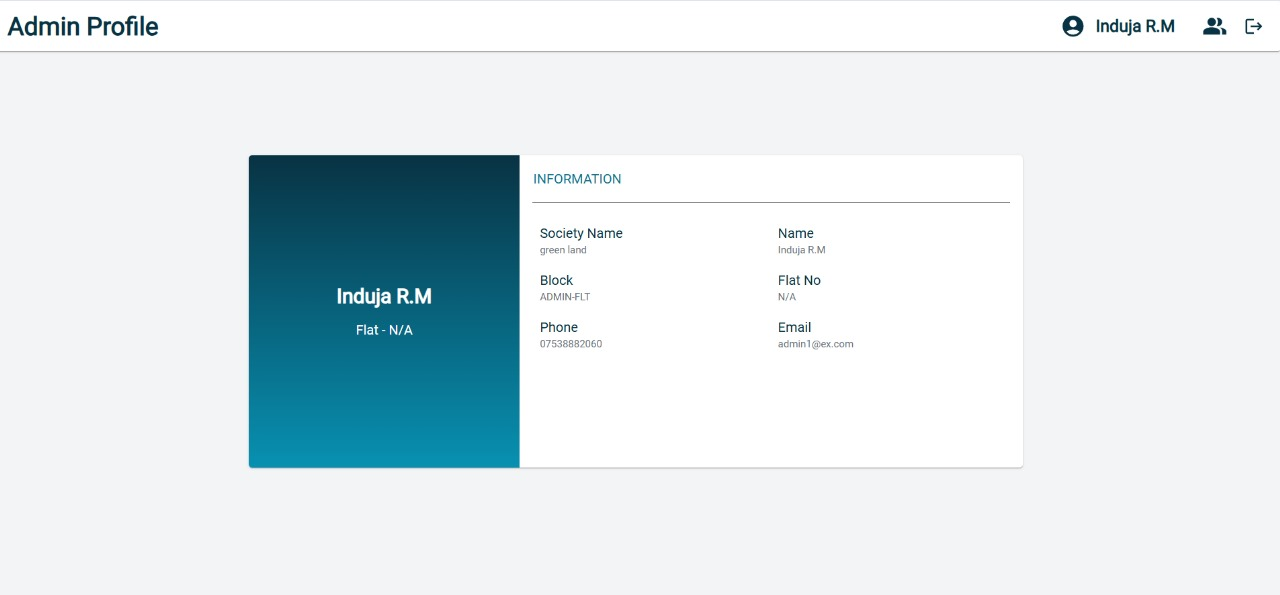 Admin Profile
Induja R.M
Induja R.M
Flat - N/A
INFORMATION
Society Name
green land
Name
Induja R.M
Block
ADMIN-FLT
Flat No
N/A
Phone
07538882060
Email
admin1@ex.com